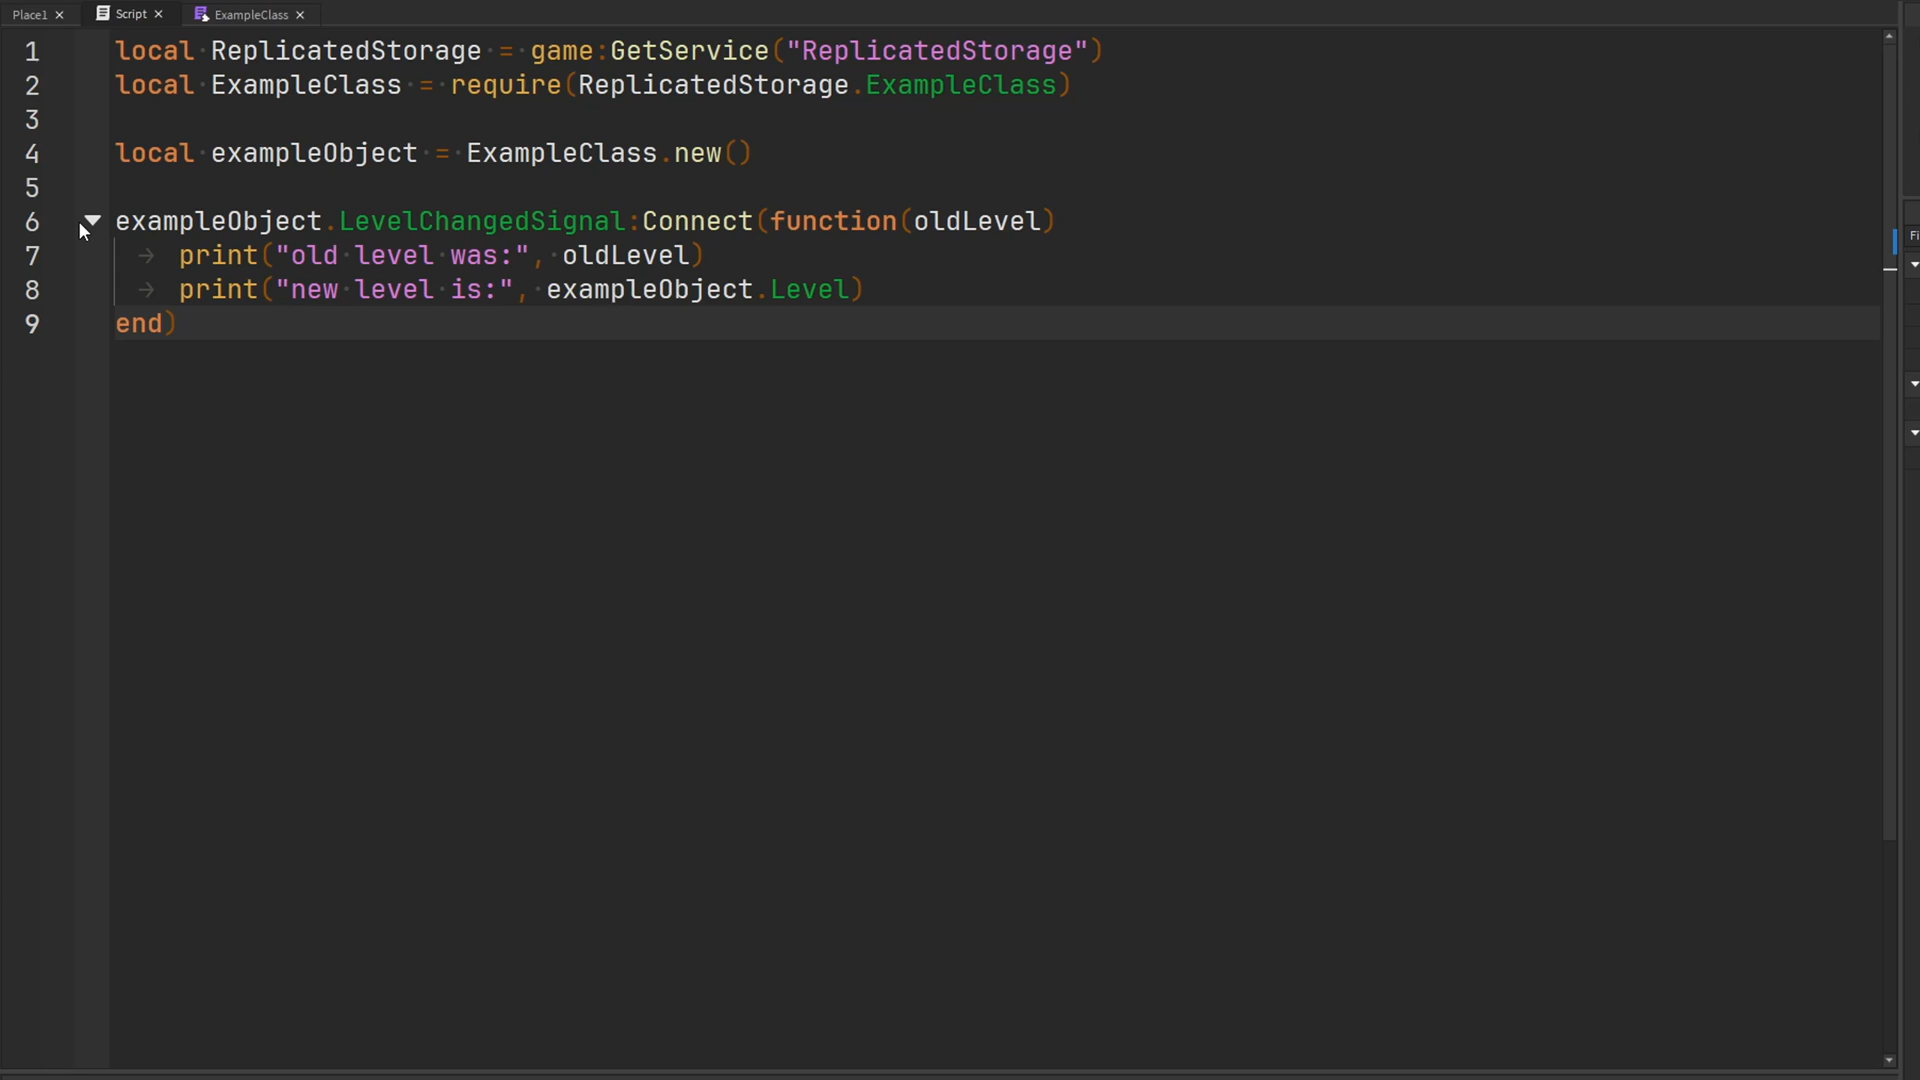 Place1 × Script × ExampleClass ×
1 local ReplicatedStorage = game:GetService("ReplicatedStorage")
2 local ExampleClass = require(ReplicatedStorage.ExampleClass)
3
4 local exampleObject = ExampleClass.new()
5
6 exampleObject.LevelChangedSignal:Connect(function(oldLevel)
7 print("old level was:", oldLevel)
8 print("new level is:", exampleObject.Level)
9 end)
Fi